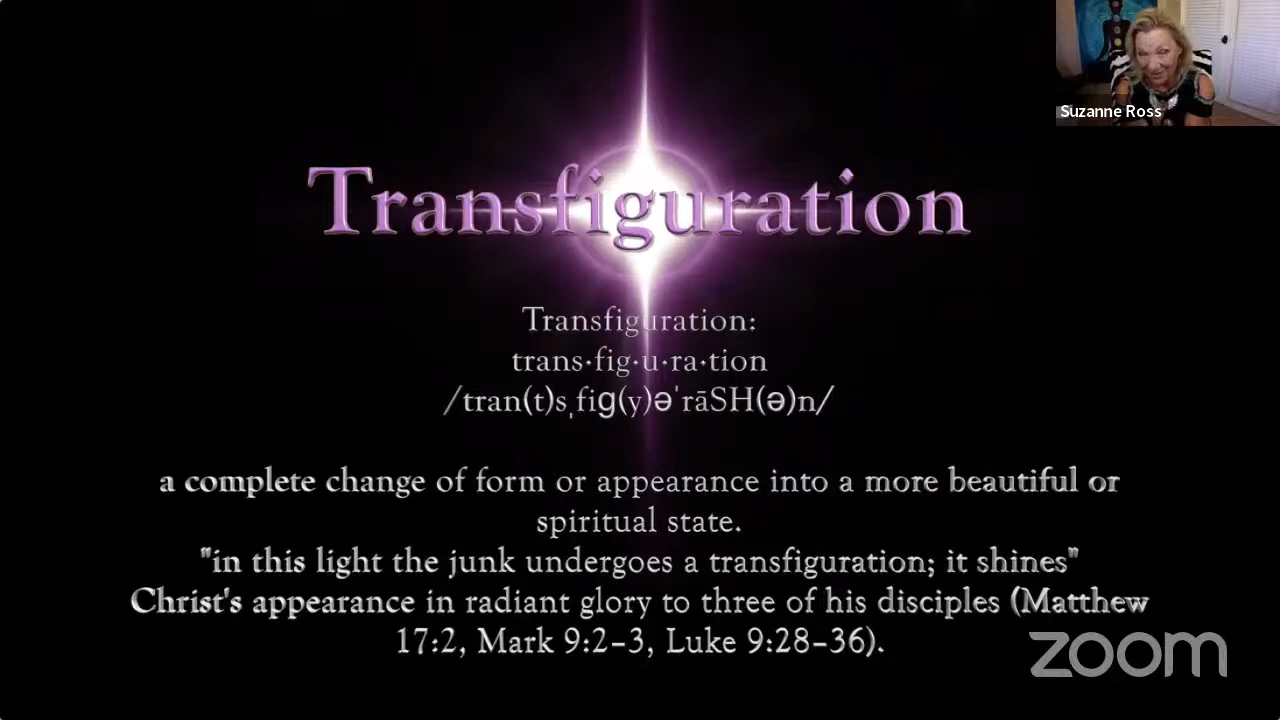 Suzanne Ross
Transfiguration
Transfiguration:
trans·fig·u·ra·tion
/tran(t)sˌfiɡ(y)əˈrāSH(ə)n/
a complete change of form or appearance into a more beautiful or
spiritual state.
"in this light the junk undergoes a transfiguration; it shines"
Christ's appearance in radiant glory to three of his disciples (Matthew
17:2, Mark 9:2–3, Luke 9:28–36).
zoom